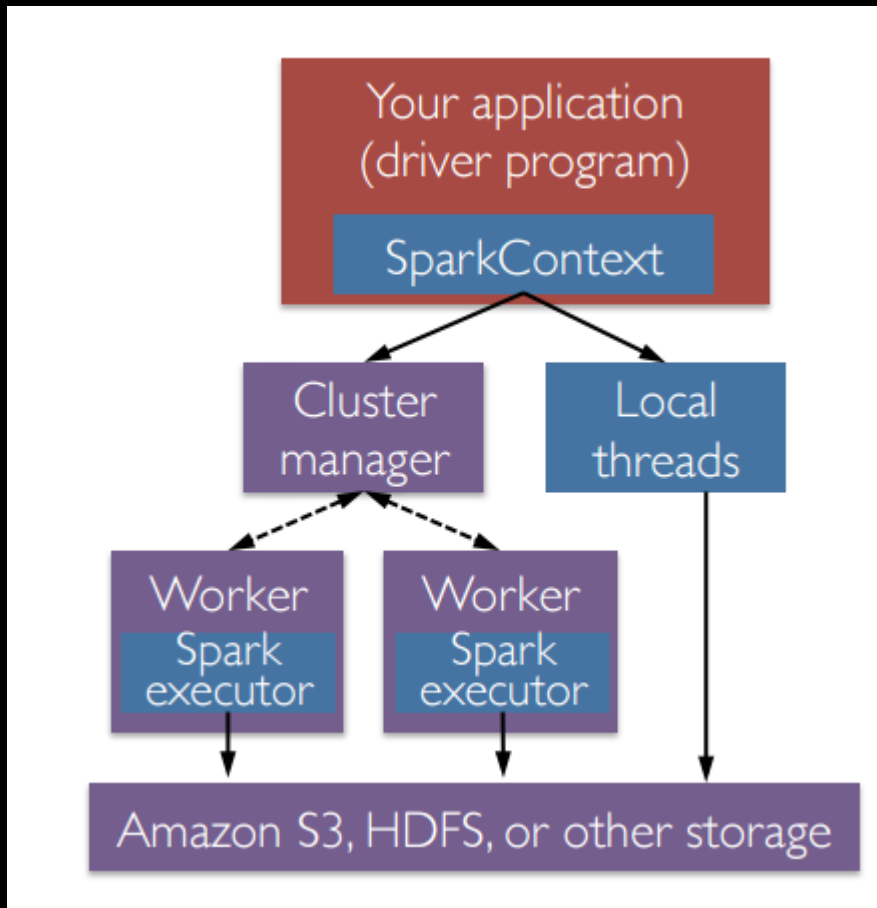 Your application
(driver program)
SparkContext
Cluster
manager
Local
threads
Worker
Spark
executor
Worker
Spark
executor
Amazon S3, HDFS, or other storage